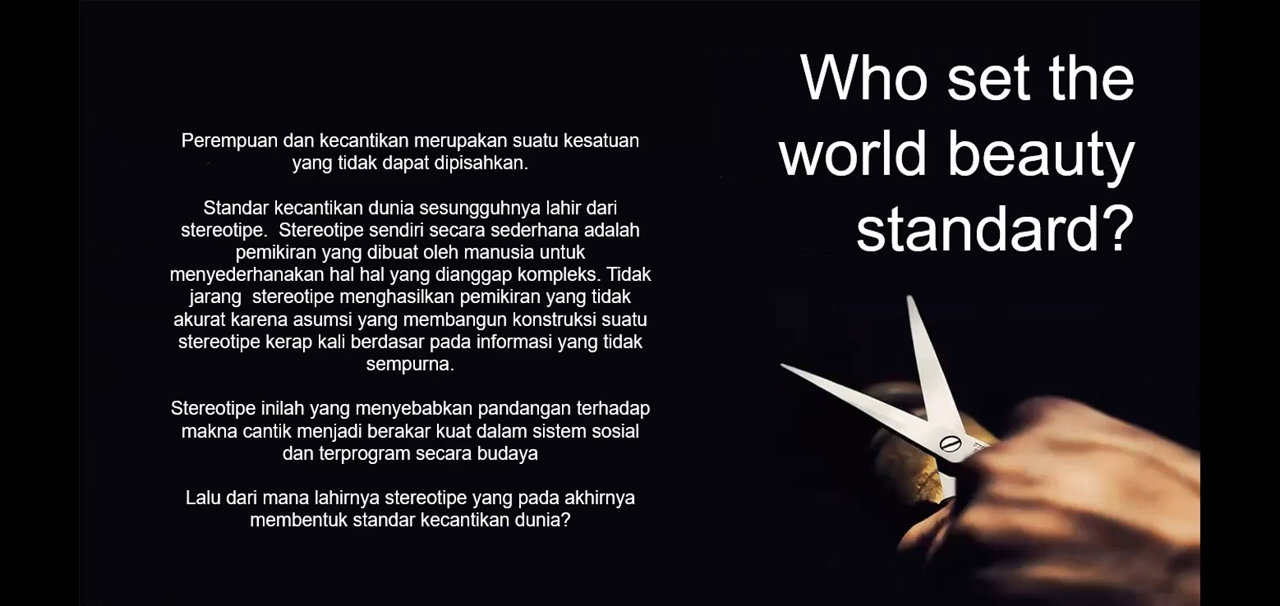 Who set the
world beauty
standard?
Perempuan dan kecantikan merupakan suatu kesatuan
yang tidak dapat dipisahkan.
Standar kecantikan dunia sesungguhnya lahir dari
stereotipe.  Stereotipe sendiri secara sederhana adalah
pemikiran yang dibuat oleh manusia untuk
menyederhanakan hal hal yang dianggap kompleks. Tidak
jarang  stereotipe menghasilkan pemikiran yang tidak
akurat karena asumsi yang membangun konstruksi suatu
stereotipe kerap kali berdasar pada informasi yang tidak
sempurna.
Stereotipe inilah yang menyebabkan pandangan terhadap
makna cantik menjadi berakar kuat dalam sistem sosial
dan terprogram secara budaya
Lalu dari mana lahirnya stereotipe yang pada akhirnya
membentuk standar kecantikan dunia?